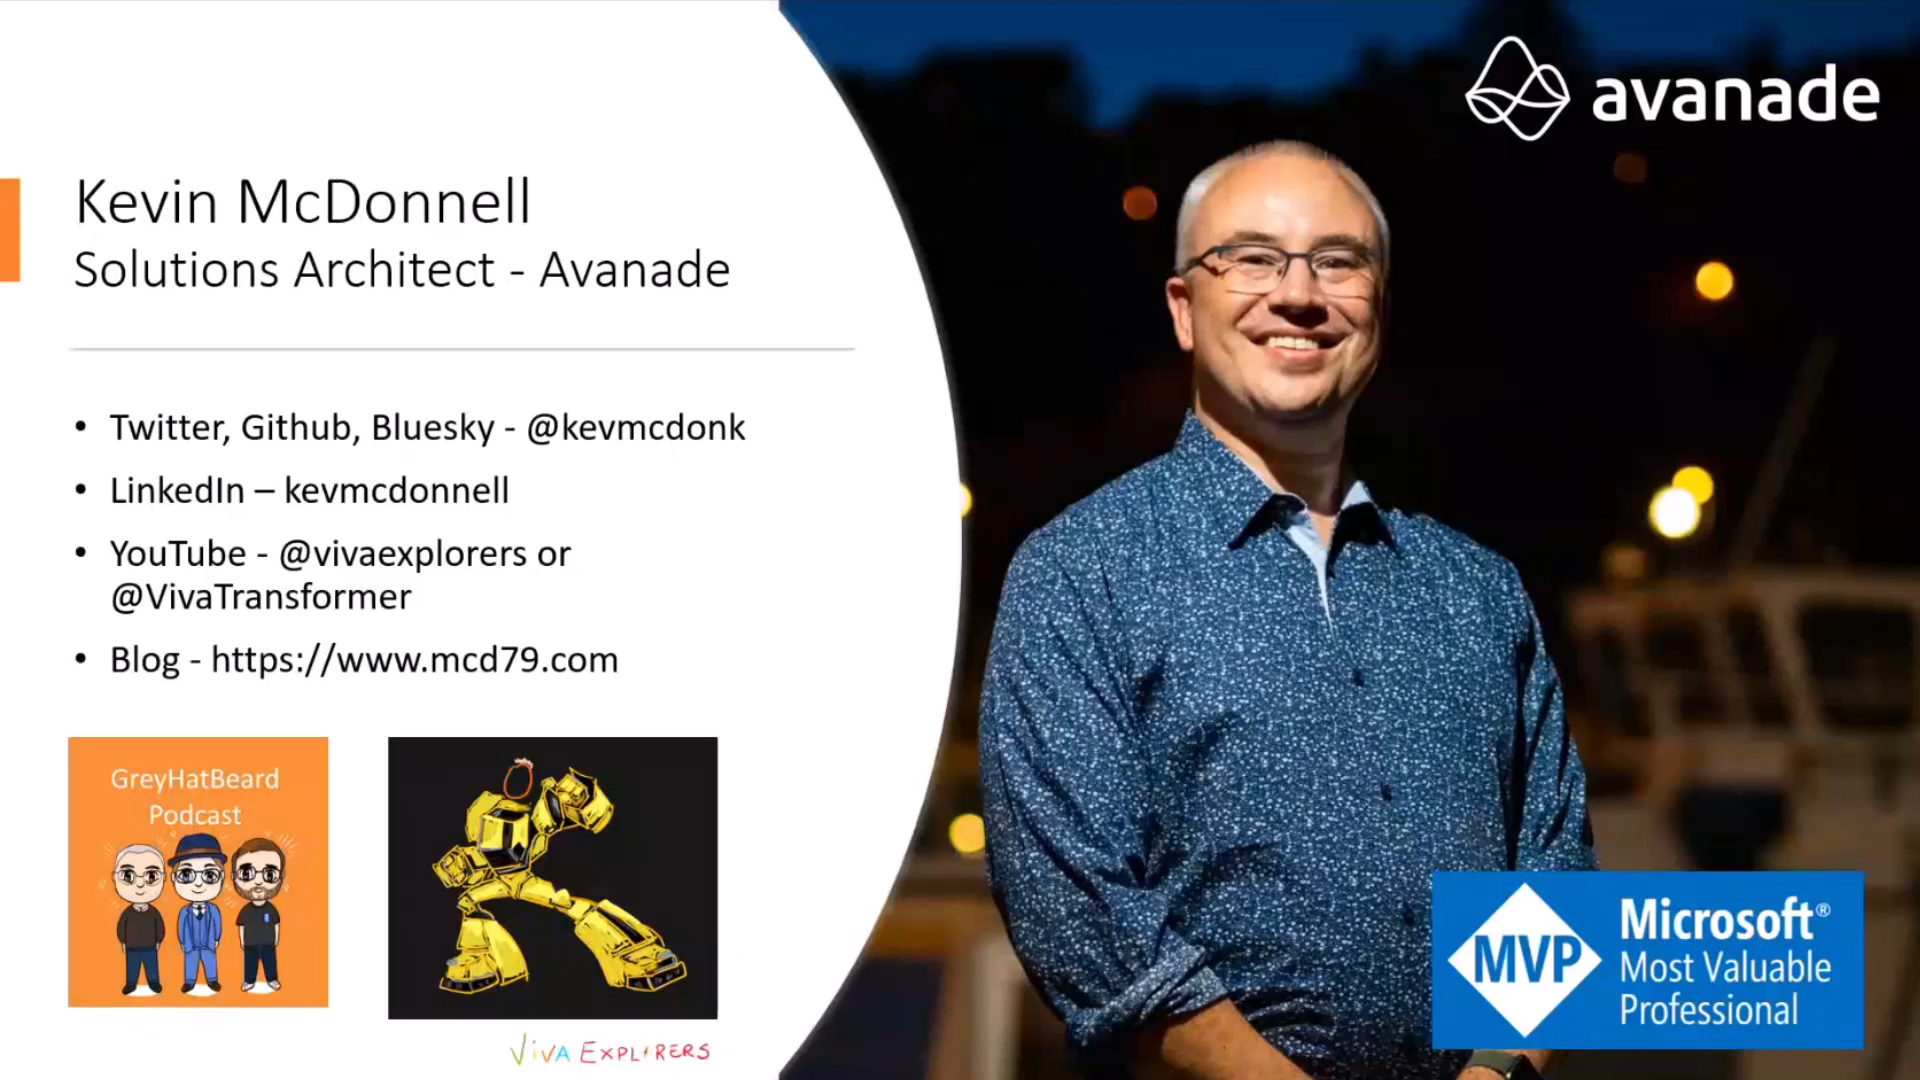 avanade
Kevin McDonnell
Solutions Architect - Avanade
• Twitter, Github, Bluesky - @kevmcdonk
• LinkedIn – kevmcdonnell
• YouTube - @vivaexplorers or
@VivaTransformer
• Blog - https://www.mcd79.com
GreyHatBeard
Podcast
VivA EXPLORERS
MVP
Microsoft®
Most Valuable
Professional